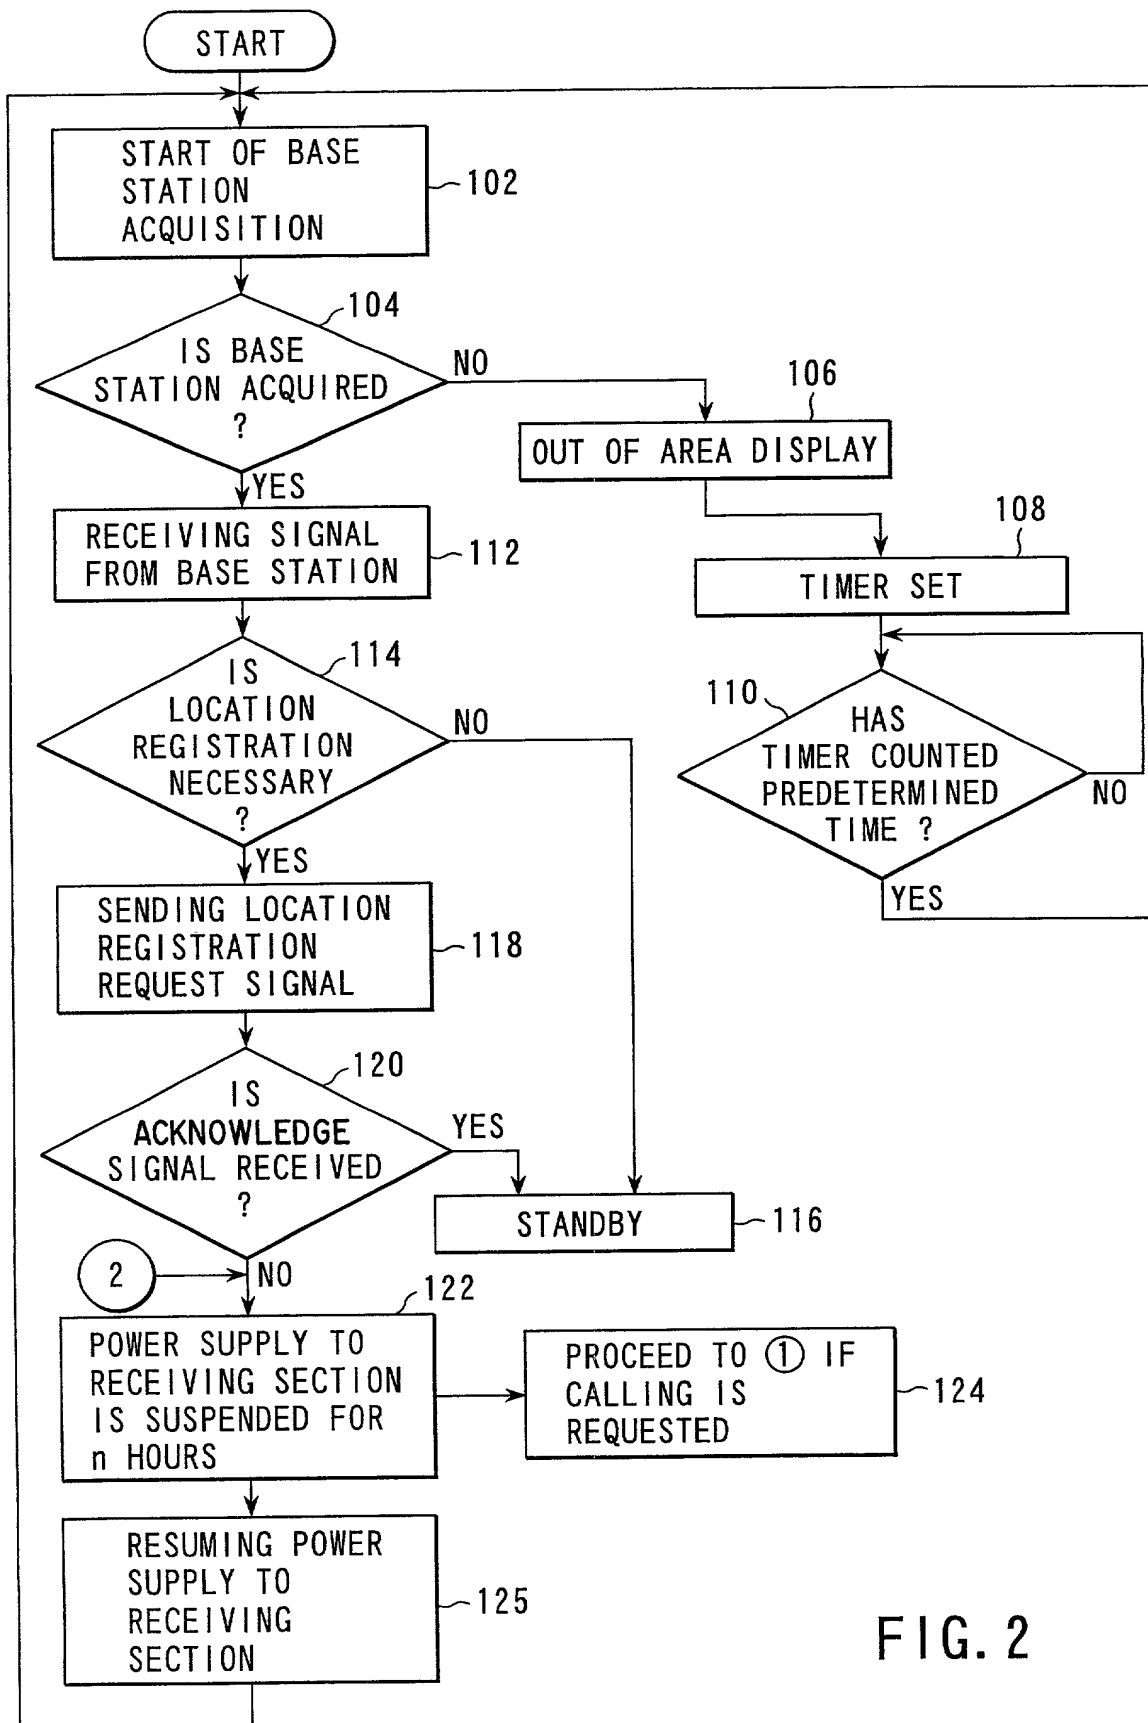 START
START OF BASE
STATION
ACQUISITION
102
104
IS BASE
STATION ACQUIRED
?
NO
YES
106
OUT OF AREA DISPLAY
108
TIMER SET
110
HAS
TIMER COUNTED
PREDETERMINED
TIME ?
NO
YES
RECEIVING SIGNAL
FROM BASE STATION
112
114
IS
LOCATION
REGISTRATION
NECESSARY
?
NO
YES
SENDING LOCATION
REGISTRATION
REQUEST SIGNAL
118
120
IS
ACKNOWLEDGE
SIGNAL RECEIVED
?
YES
NO
STANDBY
116
2
122
POWER SUPPLY TO
RECEIVING SECTION
IS SUSPENDED FOR
n HOURS
PROCEED TO 1 IF
CALLING IS
REQUESTED
124
RESUMING POWER
SUPPLY TO
RECEIVING
SECTION
125
FIG. 2